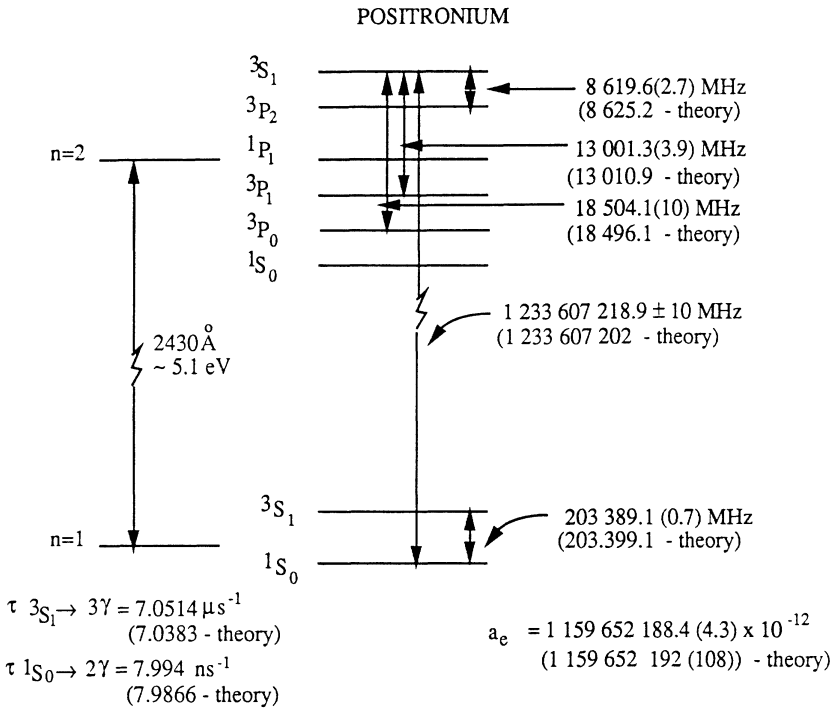 POSITRONIUM
³S₁
³P₂
¹P₁
³P₁
³P₀
¹S₀
n=2
8 619.6(2.7) MHz
(8 625.2 - theory)
13 001.3(3.9) MHz
(13 010.9 - theory)
18 504.1(10) MHz
(18 496.1 - theory)
1 233 607 218.9 ± 10 MHz
(1 233 607 202 - theory)
2430Å
~ 5.1 eV
³S₁
¹S₀
n=1
203 389.1 (0.7) MHz
(203.399.1 - theory)
τ ³S₁→ 3γ = 7.0514 μs⁻¹
(7.0383 - theory)
τ ¹S₀→ 2γ = 7.994 ns⁻¹
(7.9866 - theory)
aₑ = 1 159 652 188.4 (4.3) x 10⁻¹²
(1 159 652 192 (108)) - theory)